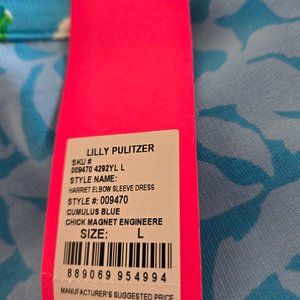 LILLY PULITZER
SKU #
009470 4292YL L
STYLE NAME:
HARRIET ELBOW SLEEVE DRESS
STYLE #: 009470
CUMULUS BLUE
CHICK MAGNET ENGINEERE
SIZE: L
889069 954994
MANUFACTURER'S SUGGESTED PRICE